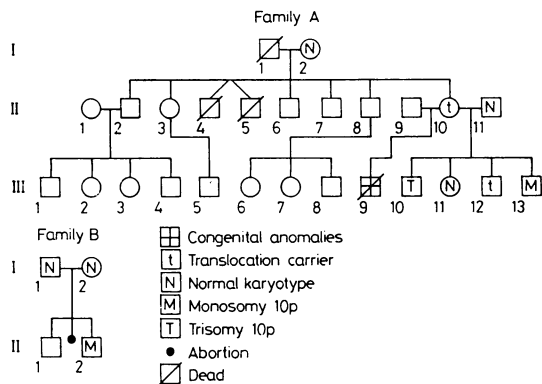 Family A
I
1 2
N
II
1 2 3 4 5 6 7 8 9 10 11
t N
III
1 2 3 4 5 6 7 8 9 10 11 12 13
T N t M
Family B
I
N N
1 2
II
M
1 2
Congenital anomalies
t Translocation carrier
N Normal karyotype
M Monosomy 10p
T Trisomy 10p
Abortion
Dead